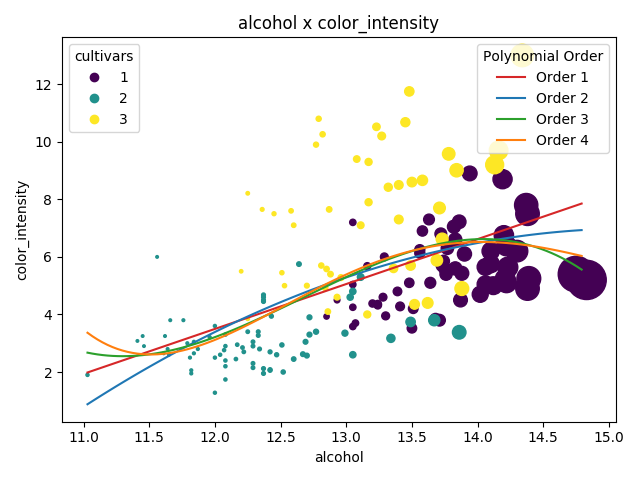 alcohol x color_intensity
cultivars
1
2
3
Polynomial Order
Order 1
Order 2
Order 3
Order 4
color_intensity
12
10
8
6
4
2
11.0 11.5 12.0 12.5 13.0 13.5 14.0 14.5 15.0
alcohol